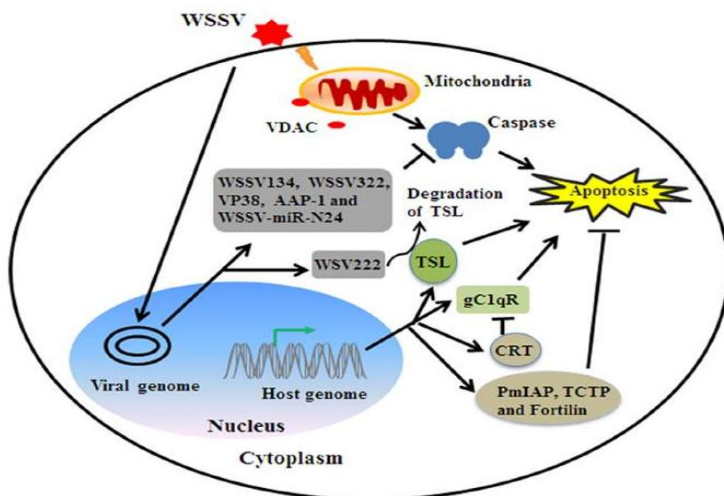 WSSV
Mitochondria
VDAC
Caspase
WSSV134, WSSV322,
VP38, AAP-1 and
WSSV-miR-N24
Degradation
of TSL
Apoptosis
WSV222
TSL
gC1qR
CRT
Viral genome
Host genome
PmIAP, TCTP
and Fortilin
Nucleus
Cytoplasm